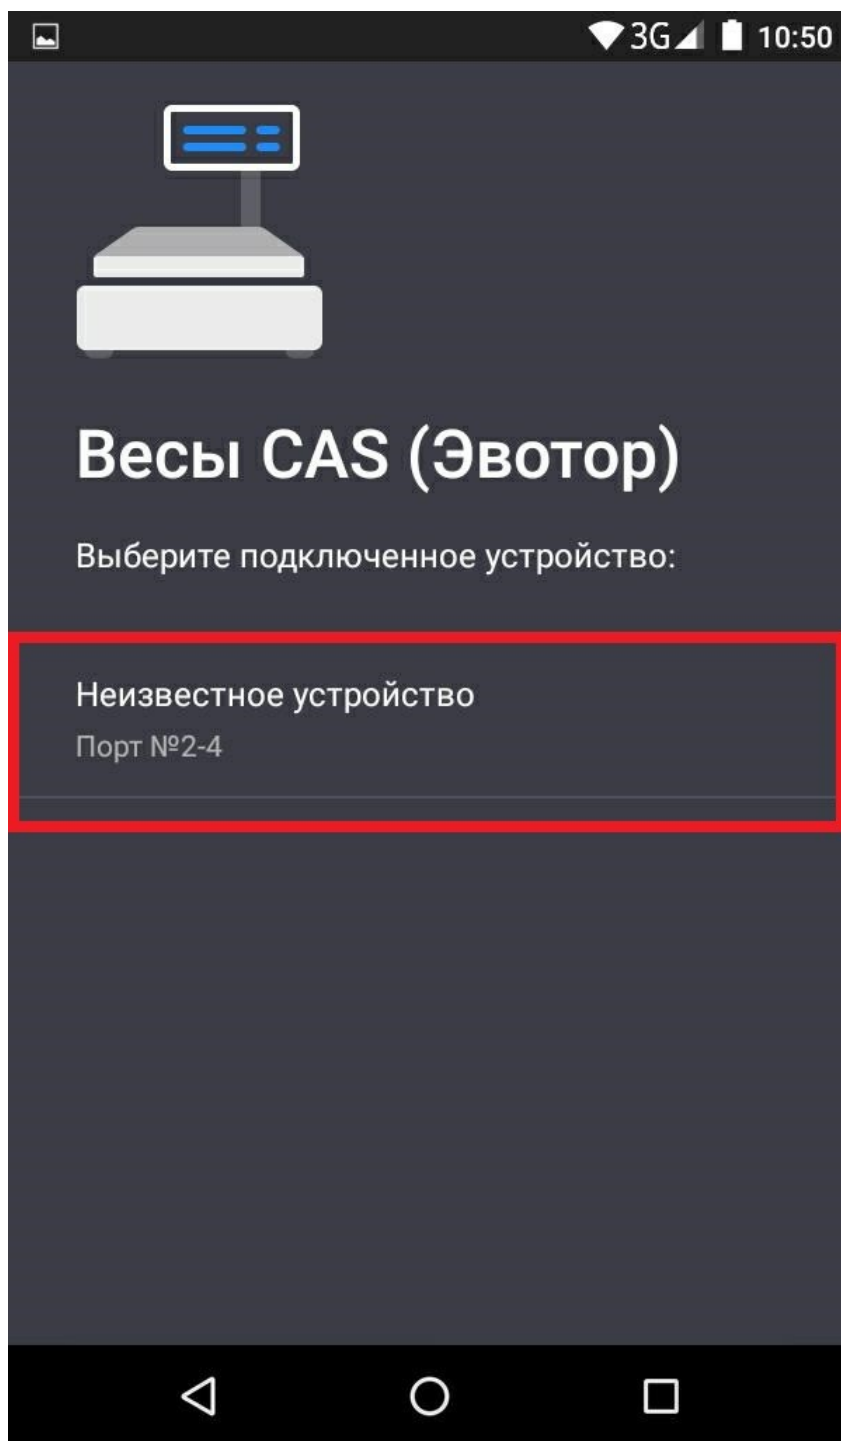 3G 10:50
Весы CAS (Эвотор)
Выберите подключенное устройство:
Неизвестное устройство
Порт №2-4